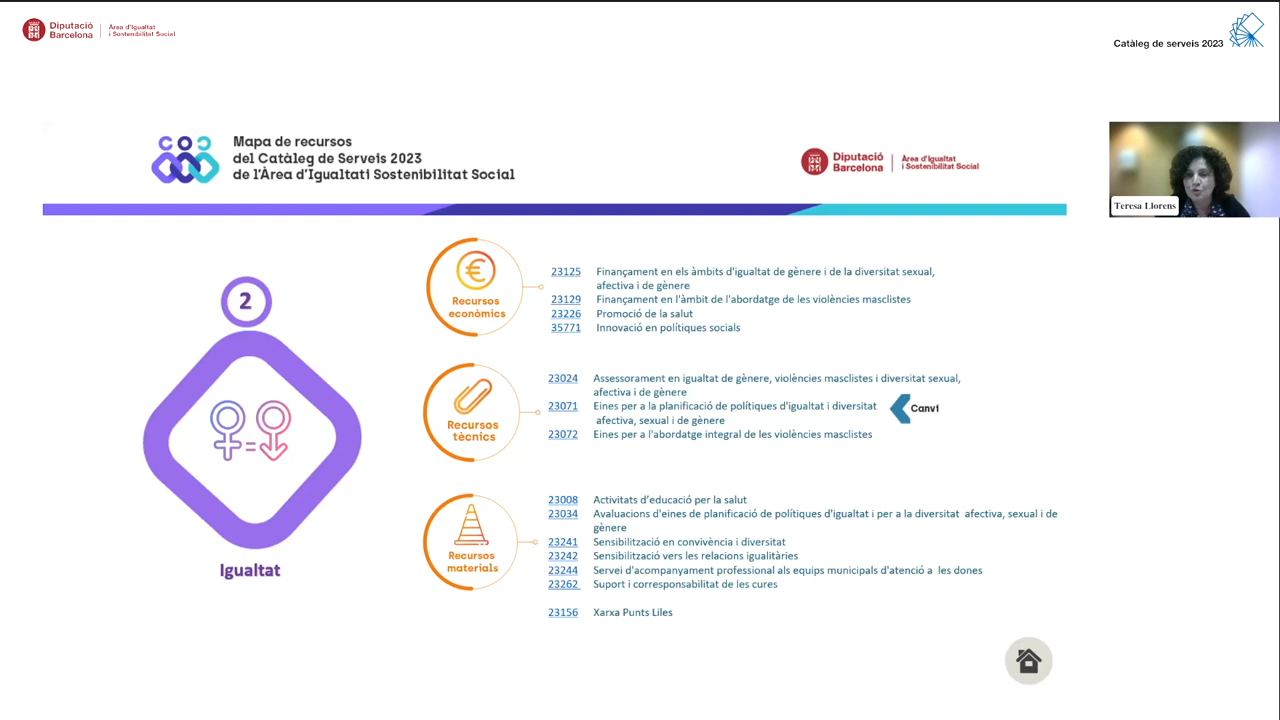 Diputació
Barcelona
Àrea d'Igualtat
i Sostenibilitat Social
Catàleg de serveis 2023
Mapa de recursos
del Catàleg de Serveis 2023
de l'Àrea d'Igualtati Sostenibilitat Social
Diputació
Barcelona
Àrea d'Igualtat
i Sostenibilitat Social
Teresa Llorens
2
Igualtat
Recursos
econòmics
23125 Finançament en els àmbits d'igualtat de gènere i de la diversitat sexual,
afectiva i de gènere
23129 Finançament en l'àmbit de l'abordatge de les violències masclistes
23226 Promoció de la salut
35771 Innovació en polítiques socials
Recursos
tècnics
23024 Assessorament en igualtat de gènere, violències masclistes i diversitat sexual,
afectiva i de gènere
23071 Eines per a la planificació de polítiques d'igualtat i diversitat
afectiva, sexual i de gènere
Canvi
23072 Eines per a l'abordatge integral de les violències masclistes
Recursos
materials
23008 Activitats d’educació per la salut
23034 Avaluacions d'eines de planificació de polítiques d'igualtat i per a la diversitat afectiva, sexual i de
gènere
23241 Sensibilització en convivència i diversitat
23242 Sensibilització vers les relacions igualitàries
23244 Servei d'acompanyament professional als equips municipals d'atenció a les dones
23262 Suport i corresponsabilitat de les cures
23156 Xarxa Punts Liles